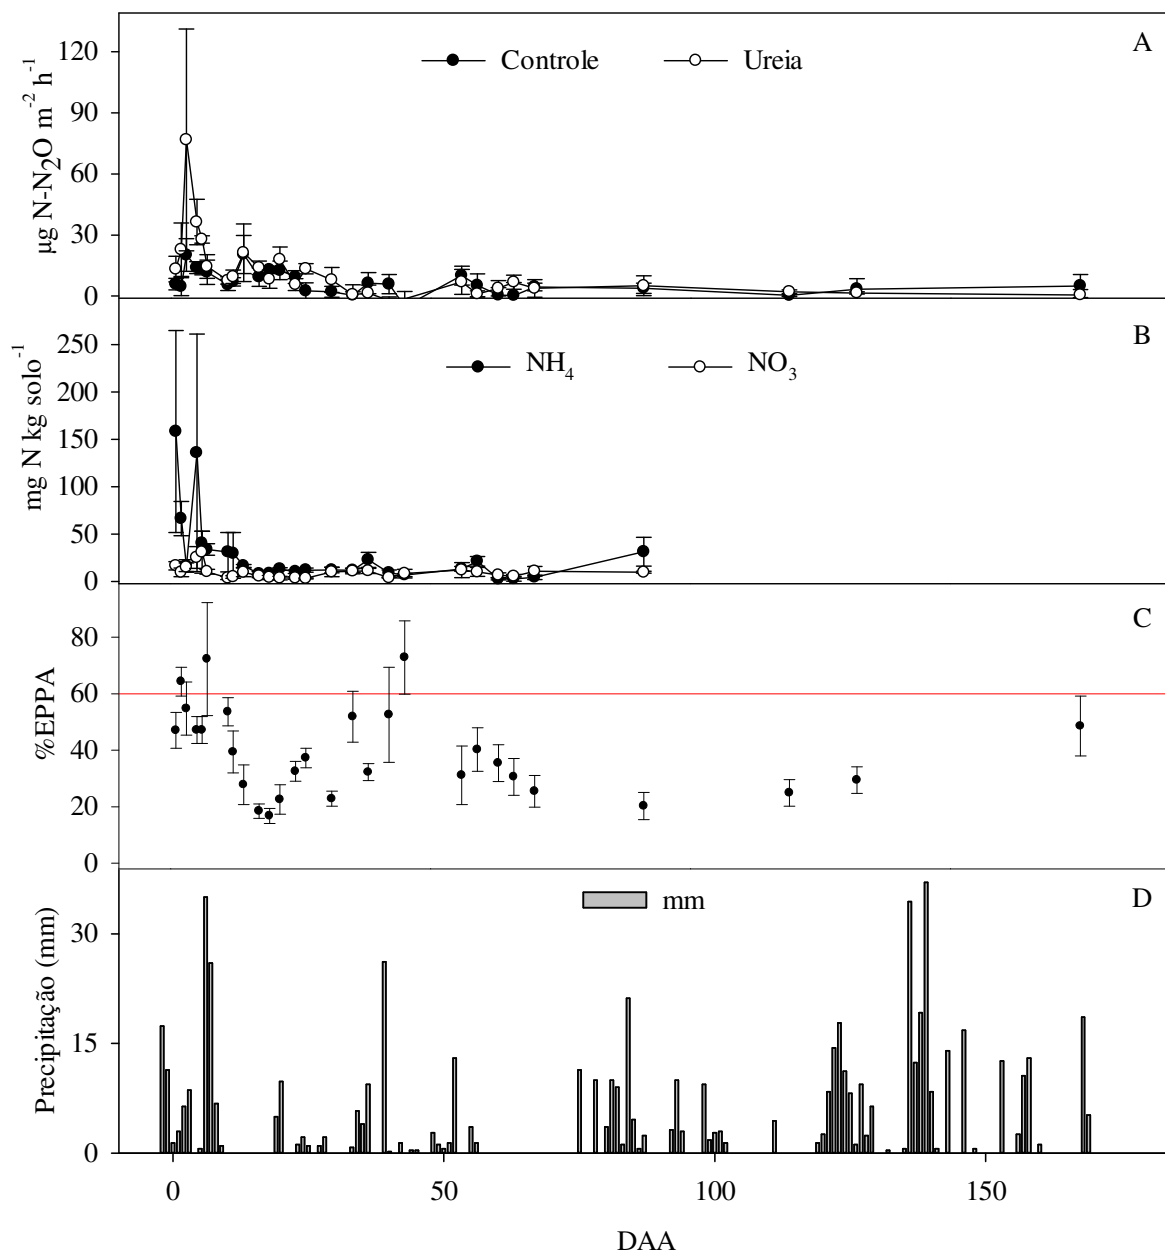 A
Controle Ureia
120
90
60
30
0
µg N-N₂O m⁻² h⁻¹
B
NH₄ NO₃
250
200
150
100
50
0
mg N kg solo⁻¹
C
80
60
40
20
0
%EPPA
D
mm
30
15
0
Precipitação (mm)
0 50 100 150
DAA